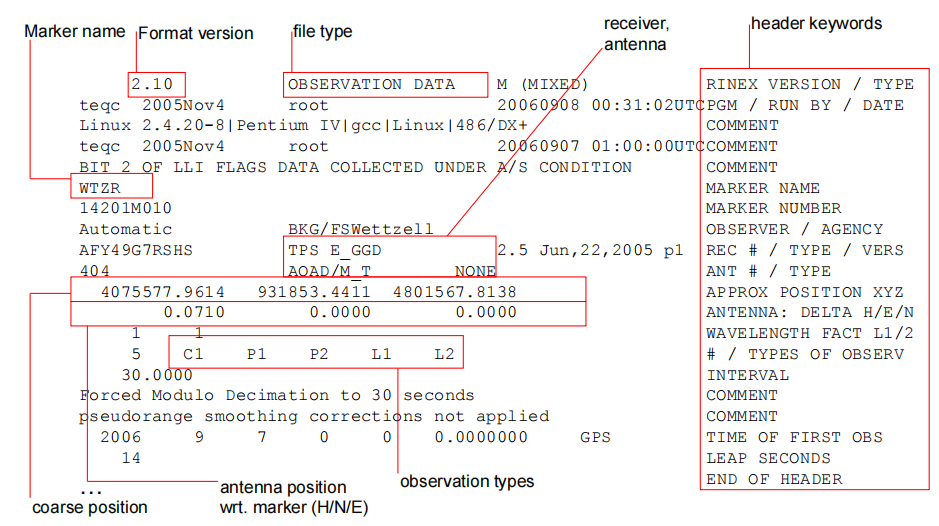 receiver,
antenna
header keywords
Marker name
Format version
file type
2.10 OBSERVATION DATA M (MIXED) RINEX VERSION / TYPE
teqc 2005Nov4 root 20060908 00:31:02UTCPGM / RUN BY / DATE
Linux 2.4.20-8|Pentium IV|gcc|Linux|486/DX+ COMMENT
teqc 2005Nov4 root 20060907 01:00:00UTCCOMMENT
BIT 2 OF LLI FLAGS DATA COLLECTED UNDER A/S CONDITION COMMENT
WTZR MARKER NAME
14201M010 MARKER NUMBER
Automatic BKG/FSWettzell OBSERVER / AGENCY
AFY49G7RSHS TPS E_GGD 2.5 Jun,22,2005 p1 REC # / TYPE / VERS
404 AOAD/M_T NONE ANT # / TYPE
4075577.9614 931853.4411 4801567.8138 APPROX POSITION XYZ
0.0710 0.0000 0.0000 ANTENNA: DELTA H/E/N
1 1 WAVELENGTH FACT L1/2
5 C1 P1 P2 L1 L2 # / TYPES OF OBSERV
30.0000 INTERVAL
Forced Modulo Decimation to 30 seconds COMMENT
pseudorange smoothing corrections not applied COMMENT
2006 9 7 0 0 0.0000000 GPS TIME OF FIRST OBS
14 LEAP SECONDS
END OF HEADER
...
coarse position
antenna position
wrt. marker (H/N/E)
observation types